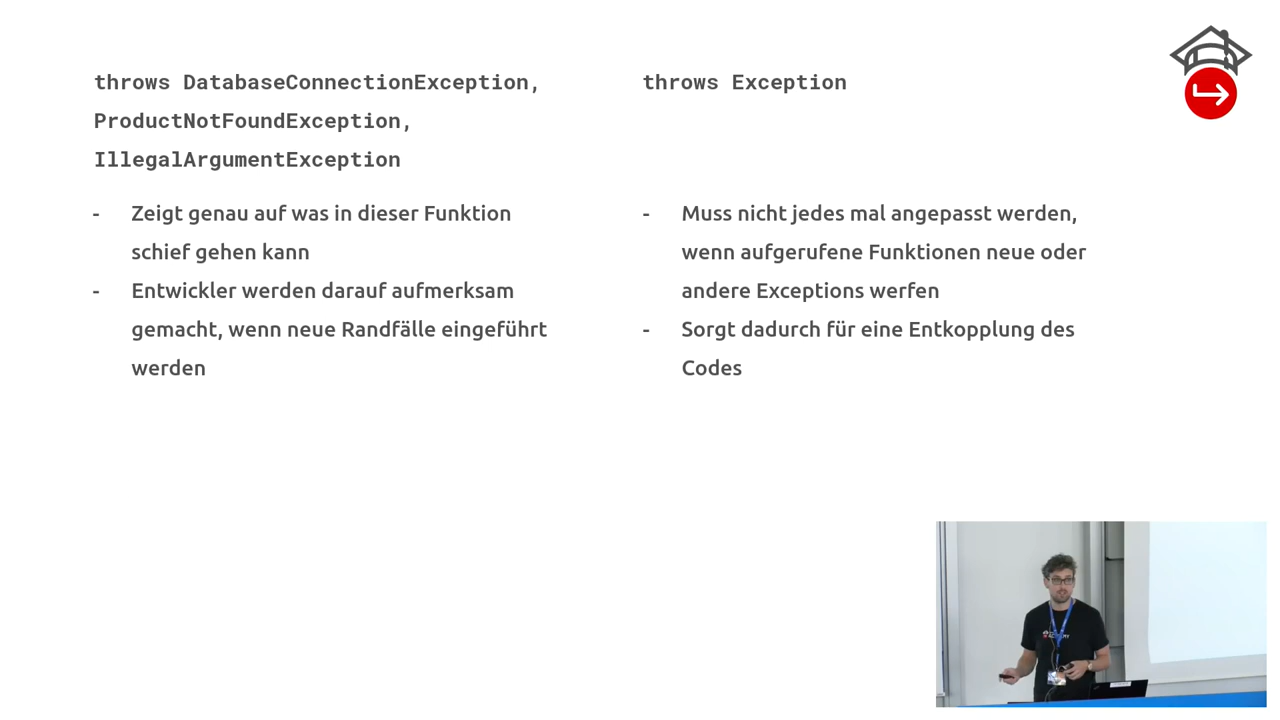 throws DatabaseConnectionException,
ProductNotFoundException,
IllegalArgumentException
- Zeigt genau auf was in dieser Funktion
schief gehen kann
- Entwickler werden darauf aufmerksam
gemacht, wenn neue Randfälle eingeführt
werden
throws Exception
- Muss nicht jedes mal angepasst werden,
wenn aufgerufene Funktionen neue oder
andere Exceptions werfen
- Sorgt dadurch für eine Entkopplung des
Codes